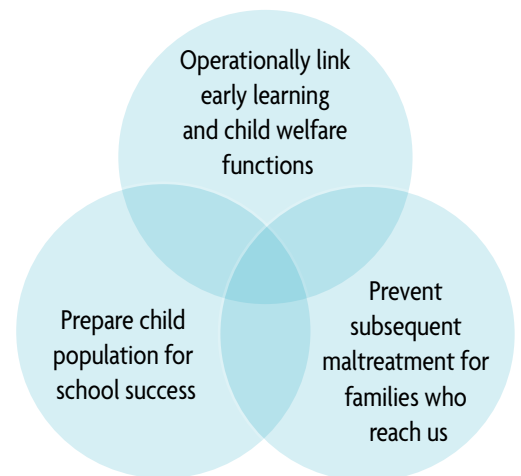 Operationally link
early learning
and child welfare
functions
Prepare child
population for
school success
Prevent
subsequent
maltreatment for
families who
reach us